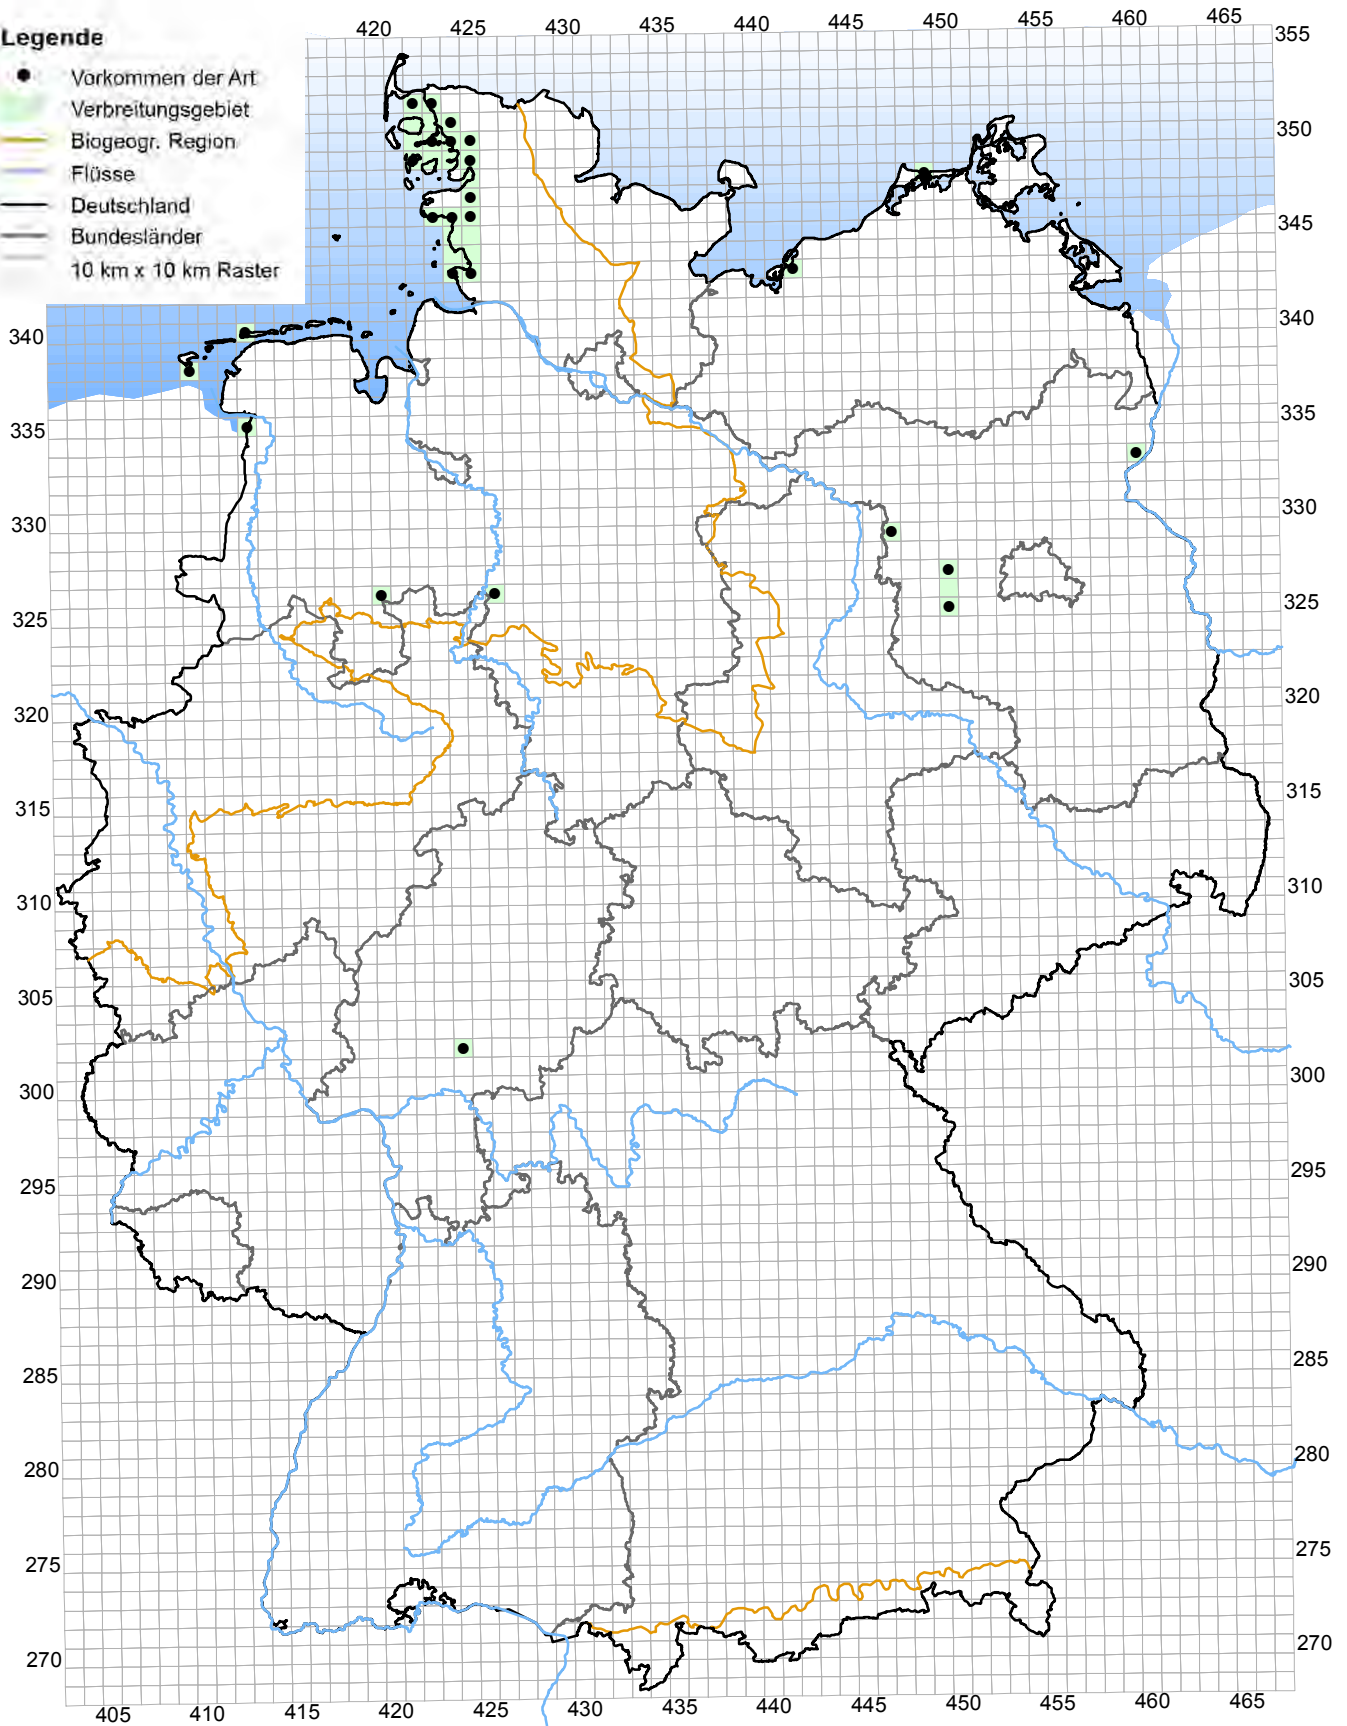 420 425 430 435 440 445 450 455 460 465
355
Legende
Vorkommen der Art
Verbreitungsgebiet
Biogeogr. Region
Flüsse
Deutschland
Bundesländer
10 km x 10 km Raster
350
345
340 340
335 335
330 330
325 325
320 320
315 315
310 310
305 305
300 300
295 295
290 290
285 285
280 280
275 275
270 270
405 410 415 420 425 430 435 440 445 450 455 460 465